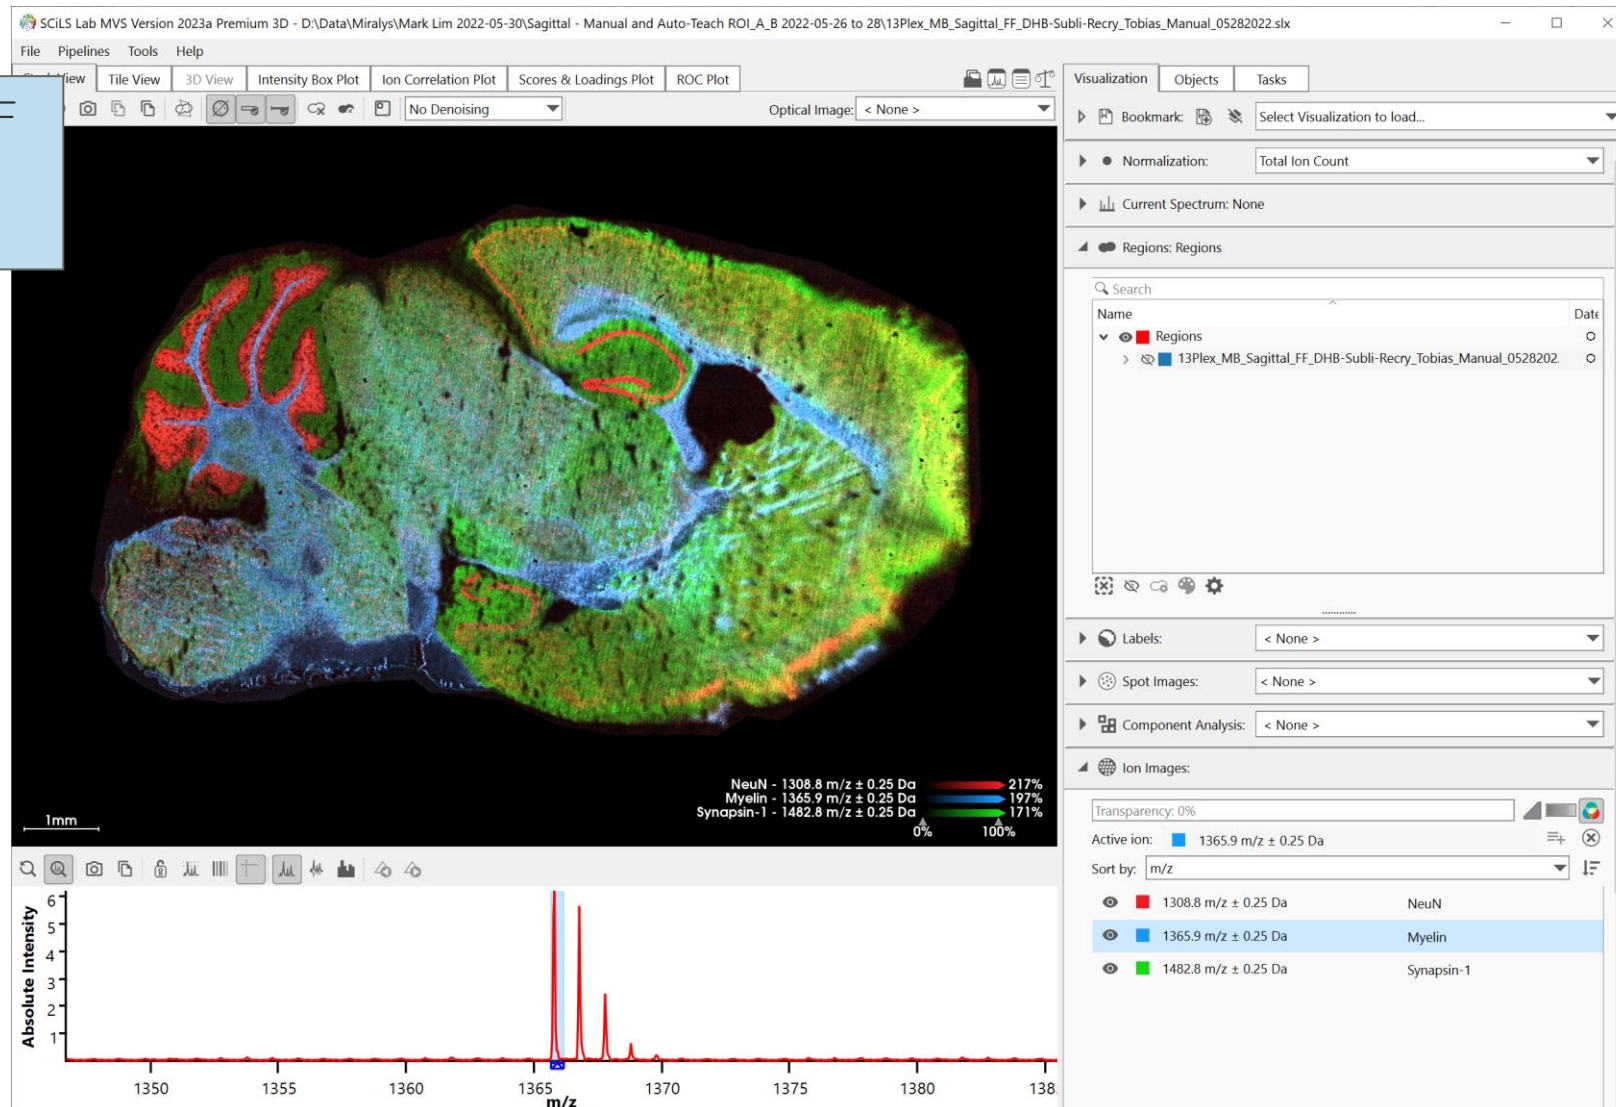 SCiLS Lab MVS Version 2023a Premium 3D - D:\Data\Miralys\Mark Lim 2022-05-30\Sagittal - Manual and Auto-Teach ROI_A_B 2022-05-26 to 28\13Plex_MB_Sagittal_FF_DHB-Subli-Recry_Tobias_Manual_05282022.slx
File Pipelines Tools Help
View Tile View 3D View Intensity Box Plot Ion Correlation Plot Scores & Loadings Plot ROC Plot
No Denoising Optical Image: < None >
NeuN - 1308.8 m/z ± 0.25 Da 217%
Myelin - 1365.9 m/z ± 0.25 Da 197%
Synapsin-1 - 1482.8 m/z ± 0.25 Da 171%
0% 100%
1mm
Absolute Intensity
6
5
4
3
2
1
1350 1355 1360 1365 1370 1375 1380 138
m/z
Visualization Objects Tasks
Bookmark: Select Visualization to load...
Normalization: Total Ion Count
Current Spectrum: None
Regions: Regions
Search
Name Date
Regions
13Plex_MB_Sagittal_FF_DHB-Subli-Recry_Tobias_Manual_0528202.
Labels: < None >
Spot Images: < None >
Component Analysis: < None >
Ion Images:
Transparency: 0%
Active ion: 1365.9 m/z ± 0.25 Da
Sort by: m/z
1308.8 m/z ± 0.25 Da NeuN
1365.9 m/z ± 0.25 Da Myelin
1482.8 m/z ± 0.25 Da Synapsin-1